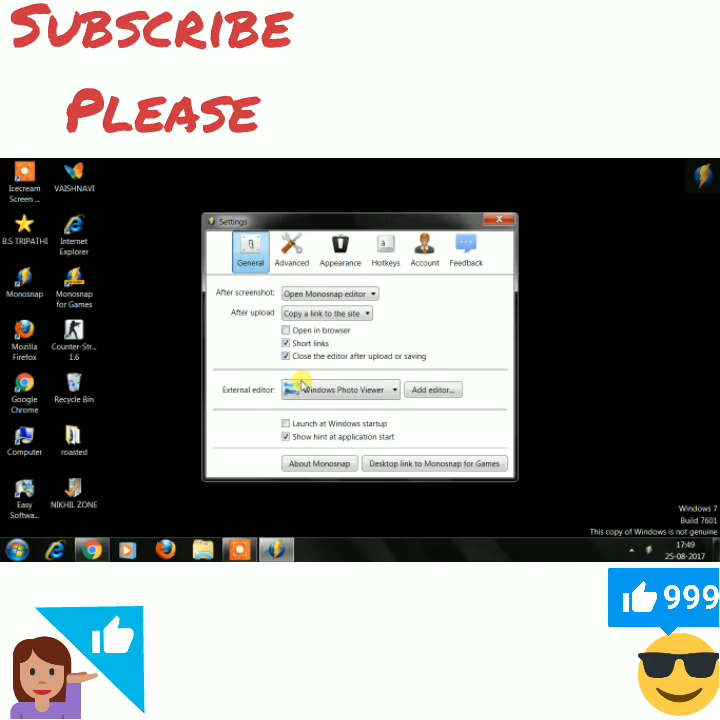 SUBSCRIBE
PLEASE
Icecream
Screen ...
VAISHNAVI
B.S TRIPATHI
Internet
Explorer
Monosnap
Monosnap
for Games
Mozilla
Firefox
Counter-Str...
1.6
Google
Chrome
Recycle Bin
Computer
roasted
Easy
Softwa...
NIKHIL ZONE
Settings
General
Advanced
Appearance
Hotkeys
Account
Feedback
After screenshot:
Open Monosnap editor
After upload
Copy a link to the site
Open in browser
Short links
Close the editor after upload or saving
External editor:
Windows Photo Viewer
Add editor...
Launch at Windows startup
Show hint at application start
About Monosnap
Desktop link to Monosnap for Games
Windows 7
Build 7601
This copy of Windows is not genuine
17:49
25-08-2017
999